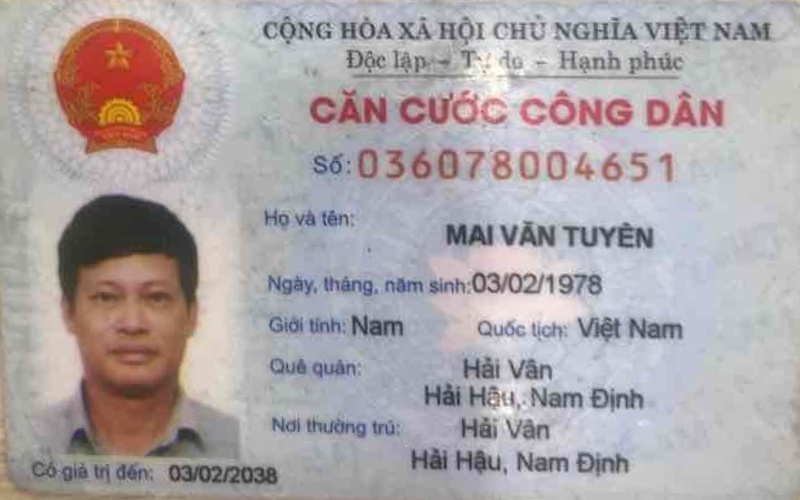 CỘNG HÒA XÃ HỘI CHỦ NGHĨA VIỆT NAM
Độc lập - Tự do - Hạnh phúc
CĂN CƯỚC CÔNG DÂN
Số: 036078004651
Họ và tên:
MAI VĂN TUYÊN
Ngày, tháng, năm sinh: 03/02/1978
Giới tính: Nam Quốc tịch: Việt Nam
Quê quán: Hải Vân
Hải Hậu, Nam Định
Nơi thường trú: Hải Vân
Hải Hậu, Nam Định
Có giá trị đến: 03/02/2038